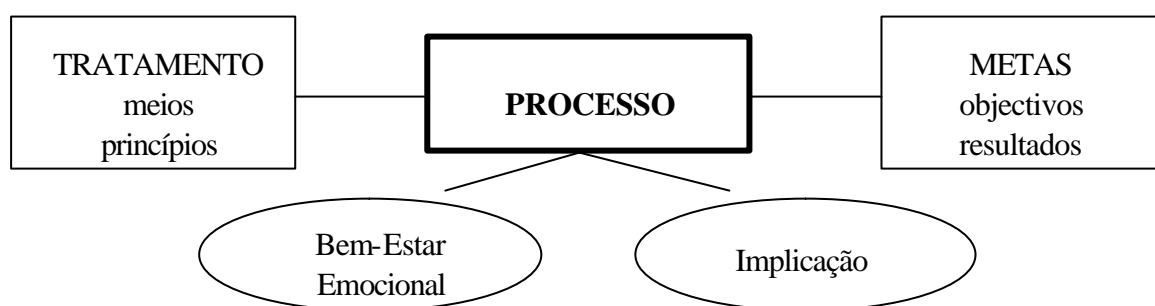 TRATAMENTO
meios
princípios
PROCESSO
METAS
objectivos
resultados
Bem-Estar
Emocional
Implicação